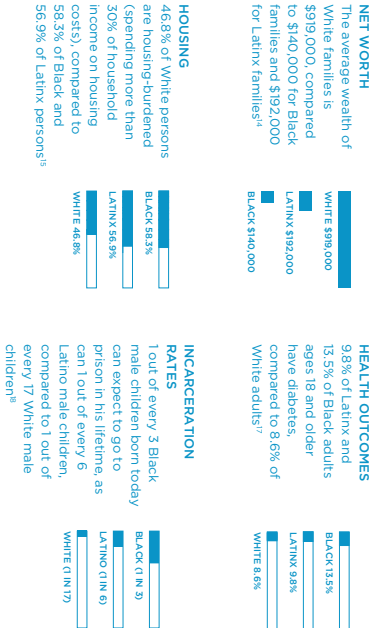 NET WORTH
The average wealth of
White families is
$919,000, compared
to $140,000 for Black
families and $192,000
for Latinx families¹⁴
WHITE $919,000
LATINX $192,000
BLACK $140,000
HOUSING
46.8% of White persons
are housing-burdened
(spending more than
30% of household
income on housing
costs), compared to
58.3% of Black and
56.9% of Latinx persons¹⁵
BLACK 58.3%
LATINX 56.9%
WHITE 46.8%
HEALTH OUTCOMES
9.8% of Latinx and
13.5% of Black adults
ages 18 and older
have diabetes,
compared to 8.6% of
White adults¹⁷
BLACK 13.5%
LATINX 9.8%
WHITE 8.6%
INCARCERATION
RATES
1 out of every 3 Black
male children born today
can expect to go to
prison in his lifetime, as
can 1 out of every 6
Latino male children,
compared to 1 out of
every 17 White male
children¹⁸
BLACK (1 IN 3)
LATINO (1 IN 6)
WHITE (1 IN 17)